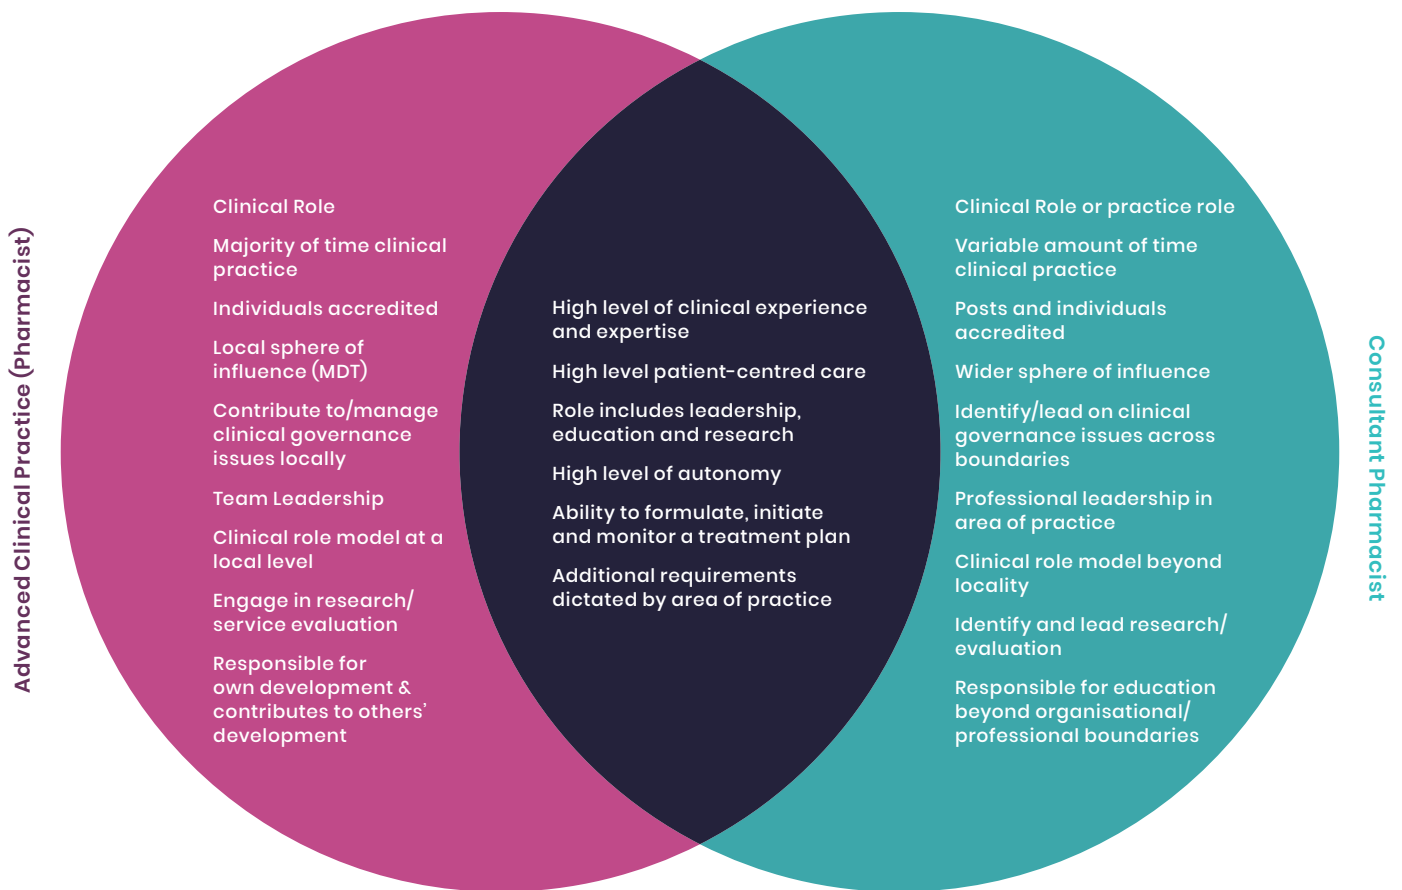 Advanced Clinical Practice (Pharmacist)
Clinical Role
Majority of time clinical
practice
Individuals accredited
Local sphere of
influence (MDT)
Contribute to/manage
clinical governance
issues locally
Team Leadership
Clinical role model at a
local level
Engage in research/
service evaluation
Responsible for
own development &
contributes to others’
development
High level of clinical experience
and expertise
High level patient-centred care
Role includes leadership,
education and research
High level of autonomy
Ability to formulate, initiate
and monitor a treatment plan
Additional requirements
dictated by area of practice
Clinical Role or practice role
Variable amount of time
clinical practice
Posts and individuals
accredited
Wider sphere of influence
Identify/lead on clinical
governance issues across
boundaries
Professional leadership in
area of practice
Clinical role model beyond
locality
Identify and lead research/
evaluation
Responsible for education
beyond organisational/
professional boundaries
Consultant Pharmacist